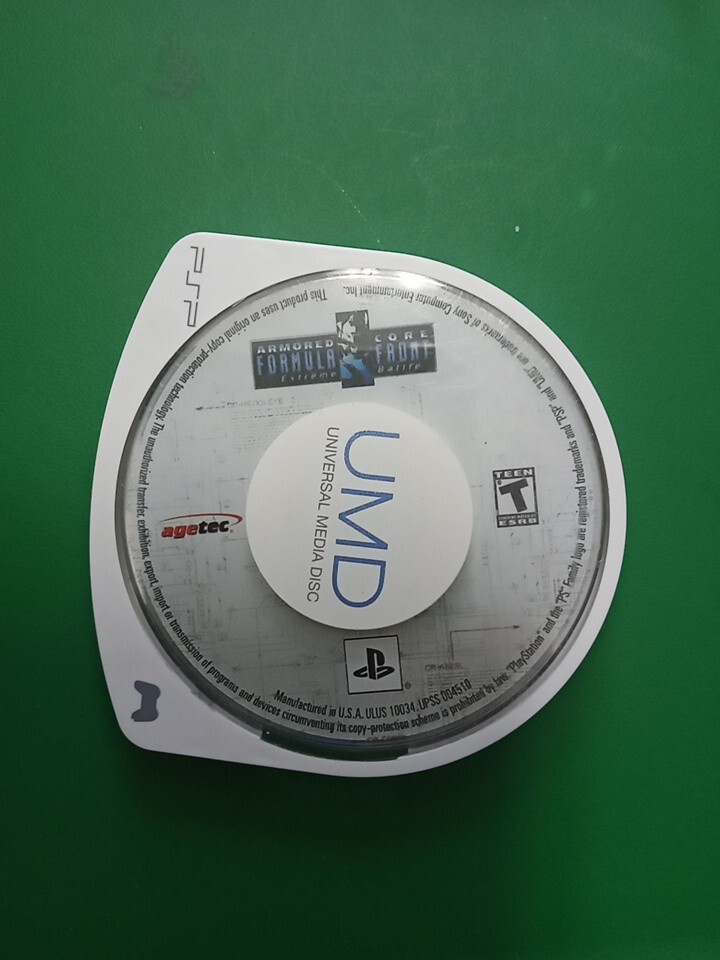 PSP
ARMORED CORE
FORMULA FRONT
Extreme Battle
UMD
UNIVERSAL MEDIA DISC
TEEN
T
CONTENT RATED BY
ESRB
agetec
Manufactured in U.S.A. ULUS 10034. UPSS 004510
This product uses an original copy-protection technology. The unauthorized transfer, exhibition, export, import or transmission of programs and devices circumventing its copy-protection scheme is prohibited by law. "PlayStation" and the "PS" Family logo are registered trademarks and "PSP" and "UMD" are trademarks of Sony Computer Entertainment Inc.